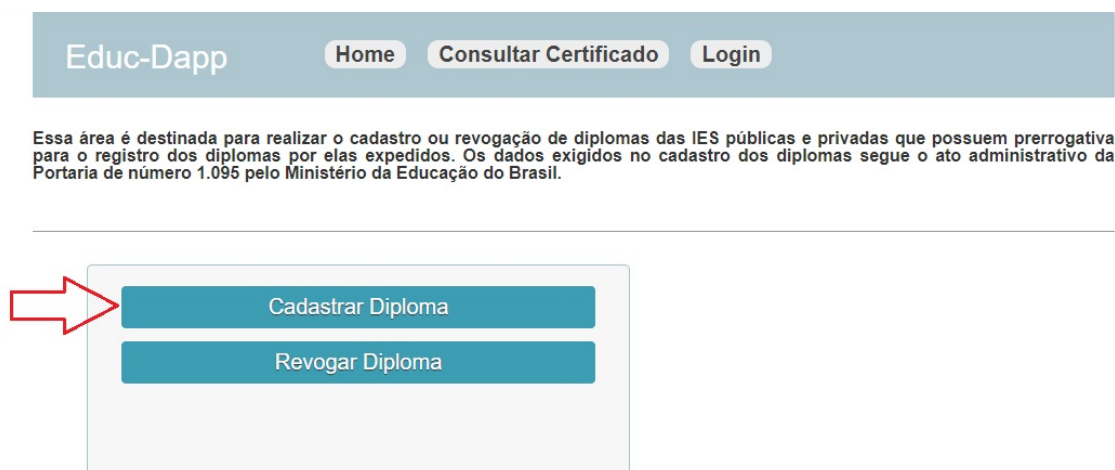 Educ-Dapp Home Consultar Certificado Login
Essa área é destinada para realizar o cadastro ou revogação de diplomas das IES públicas e privadas que possuem prerrogativa
para o registro dos diplomas por elas expedidos. Os dados exigidos no cadastro dos diplomas segue o ato administrativo da
Portaria de número 1.095 pelo Ministério da Educação do Brasil.
Cadastrar Diploma
Revogar Diploma